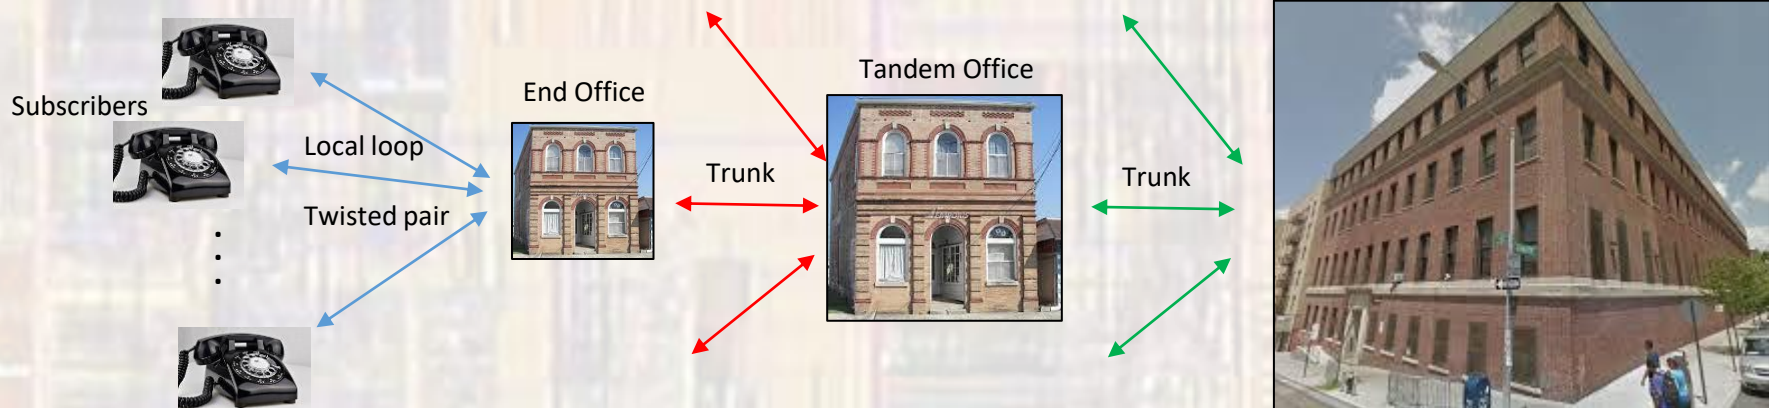 Subscribers
Local loop
Twisted pair
End Office
Trunk
Tandem Office
Trunk